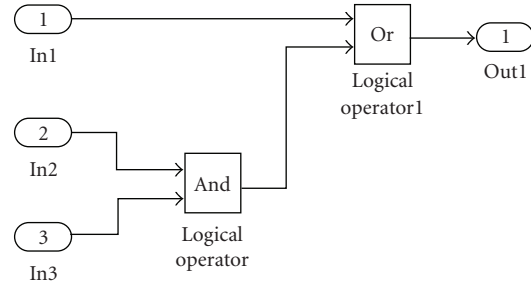 1
In1
Or
Logical
operator1
1
Out1
2
In2
And
Logical
operator
3
In3